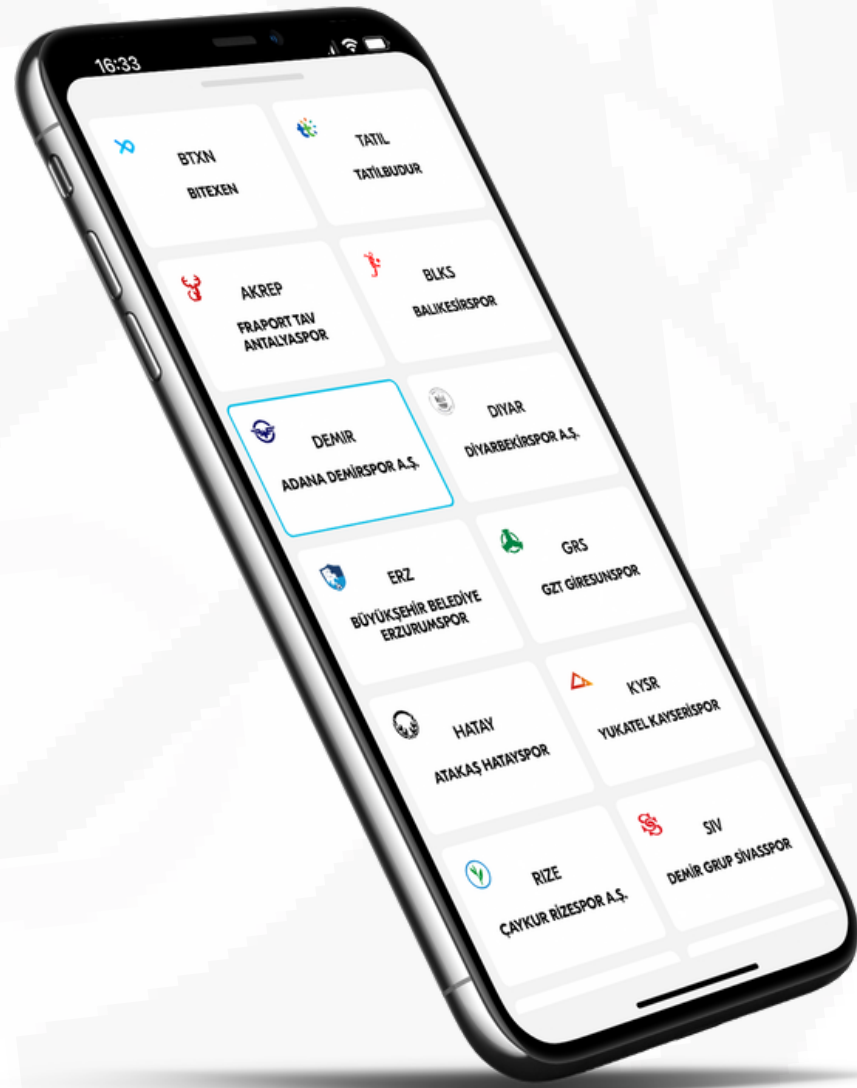 16:33
BTXN
BITEXEN
TATIL
TATİLBUDUR
AKREP
FRAPORT TAV
ANTALYASPOR
BLKS
BALIKESİRSPOR
DEMIR
ADANA DEMİRSPOR A.Ş.
DIYAR
DİYARBEKİRSPOR A.Ş.
ERZ
BÜYÜKŞEHİR BELEDİYE
ERZURUMSPOR
GRS
GZT GİRESUNSPOR
HATAY
ATAKAŞ HATAYSPOR
KYSR
YUKATEL KAYSERİSPOR
RIZE
ÇAYKUR RİZESPOR A.Ş.
SIV
DEMİR GRUP SİVASSPOR